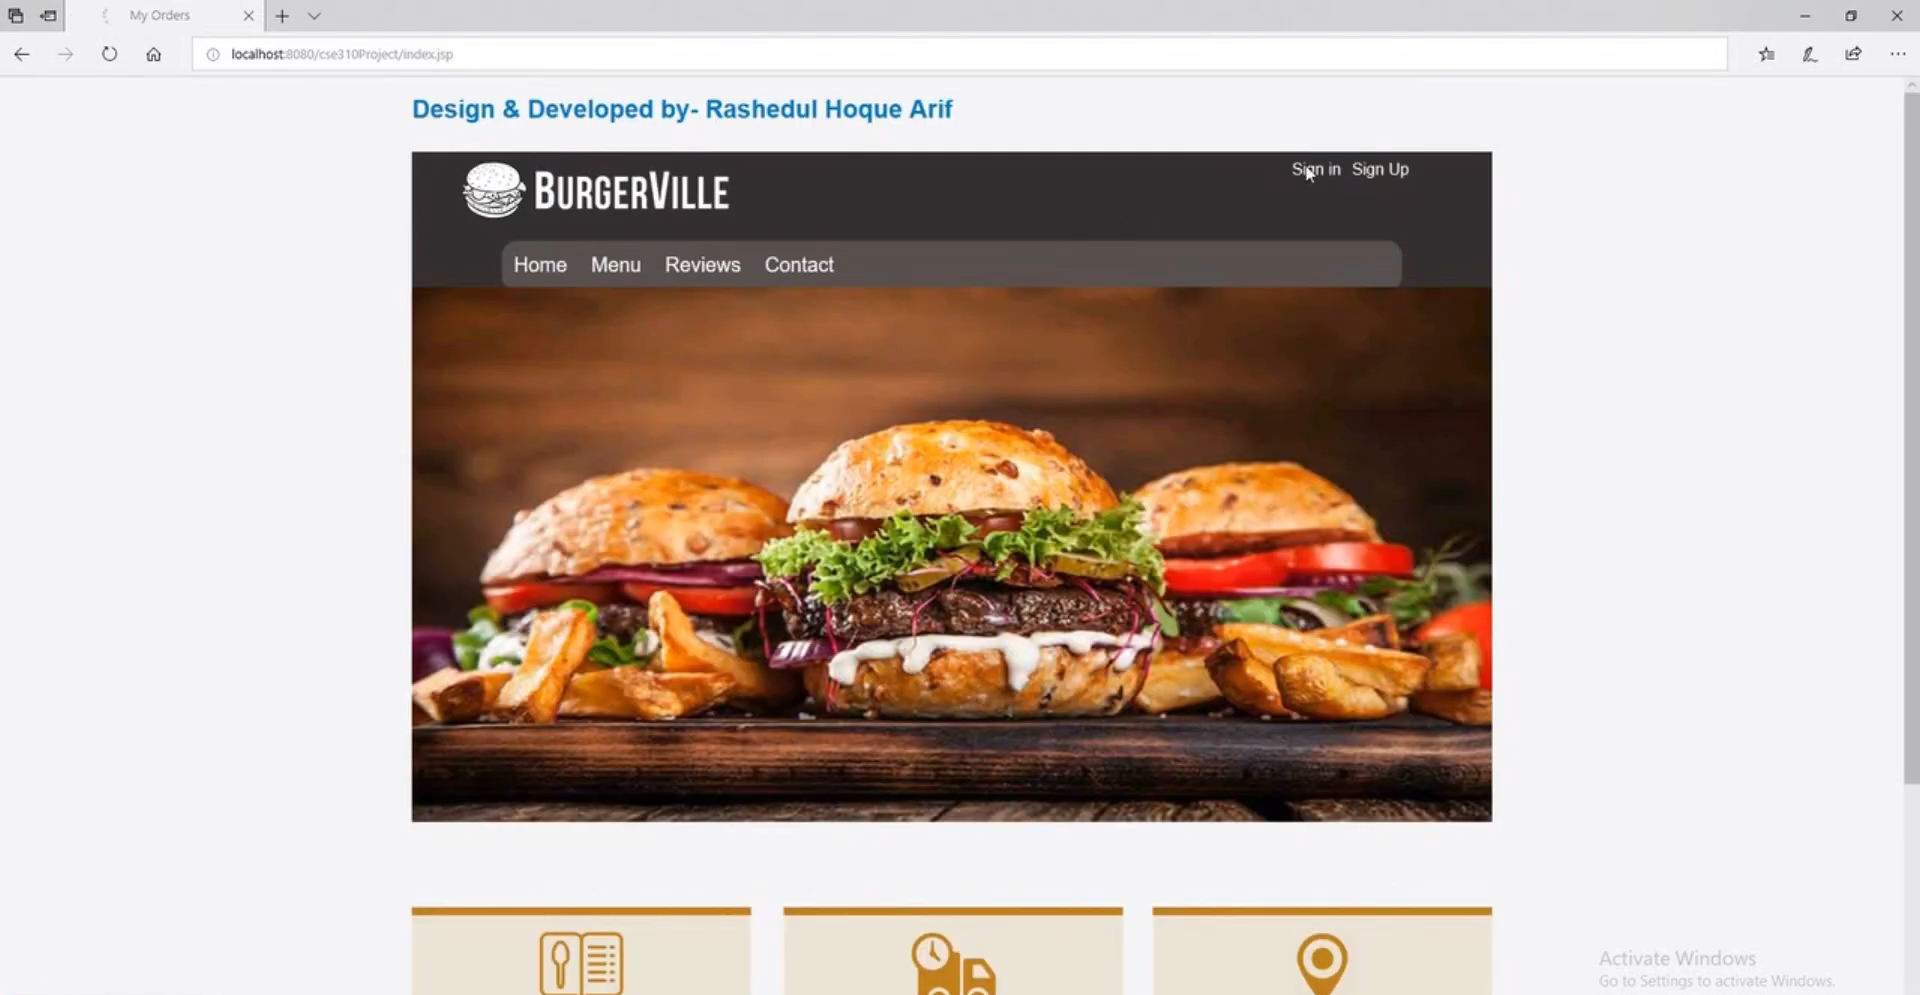 My Orders
localhost:8080/cse310Project/index.jsp
Design & Developed by- Rashedul Hoque Arif
Sign in Sign Up
BURGERVILLE
Home Menu Reviews Contact
Activate Windows
Go to Settings to activate Windows.